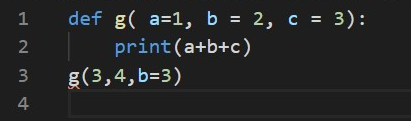 1 def g( a=1, b = 2, c = 3):
2     print(a+b+c)
3 g(3,4,b=3)
4